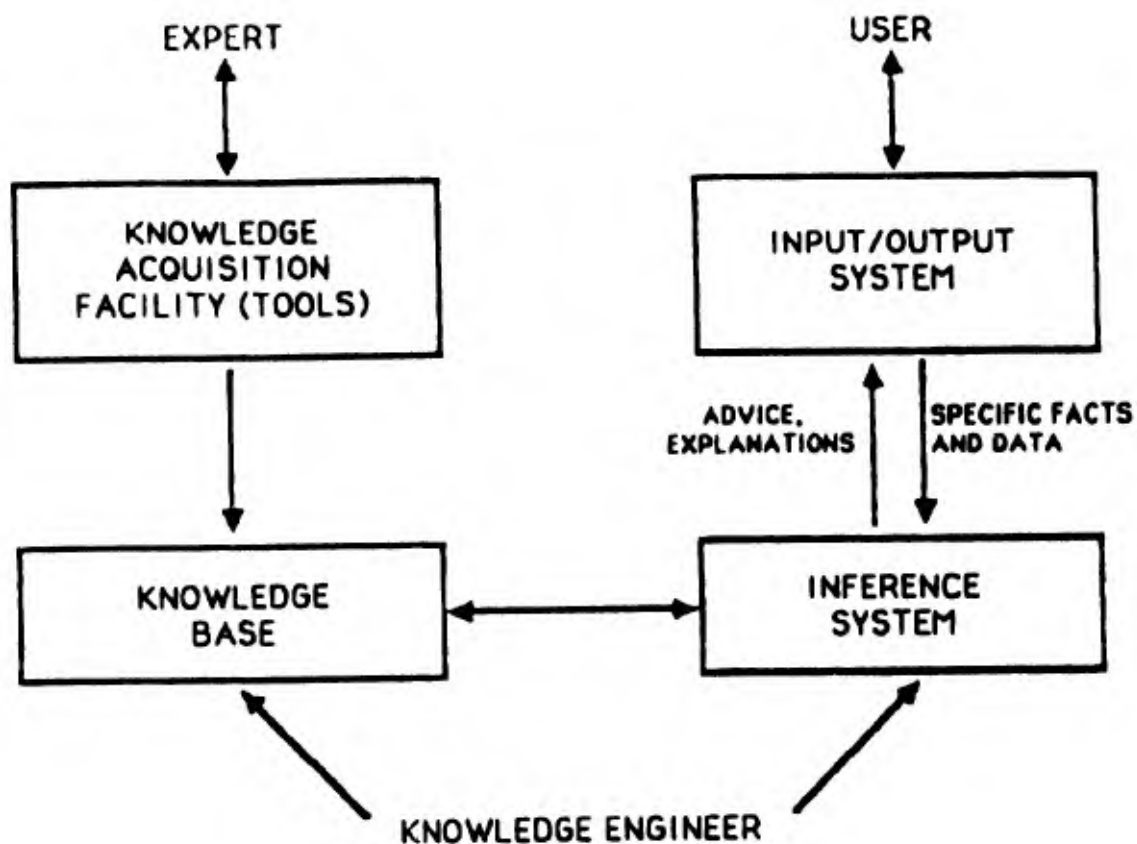 EXPERT
USER
KNOWLEDGE
ACQUISITION
FACILITY (TOOLS)
INPUT/OUTPUT
SYSTEM
ADVICE,
EXPLANATIONS
SPECIFIC FACTS
AND DATA
KNOWLEDGE
BASE
INFERENCE
SYSTEM
KNOWLEDGE ENGINEER